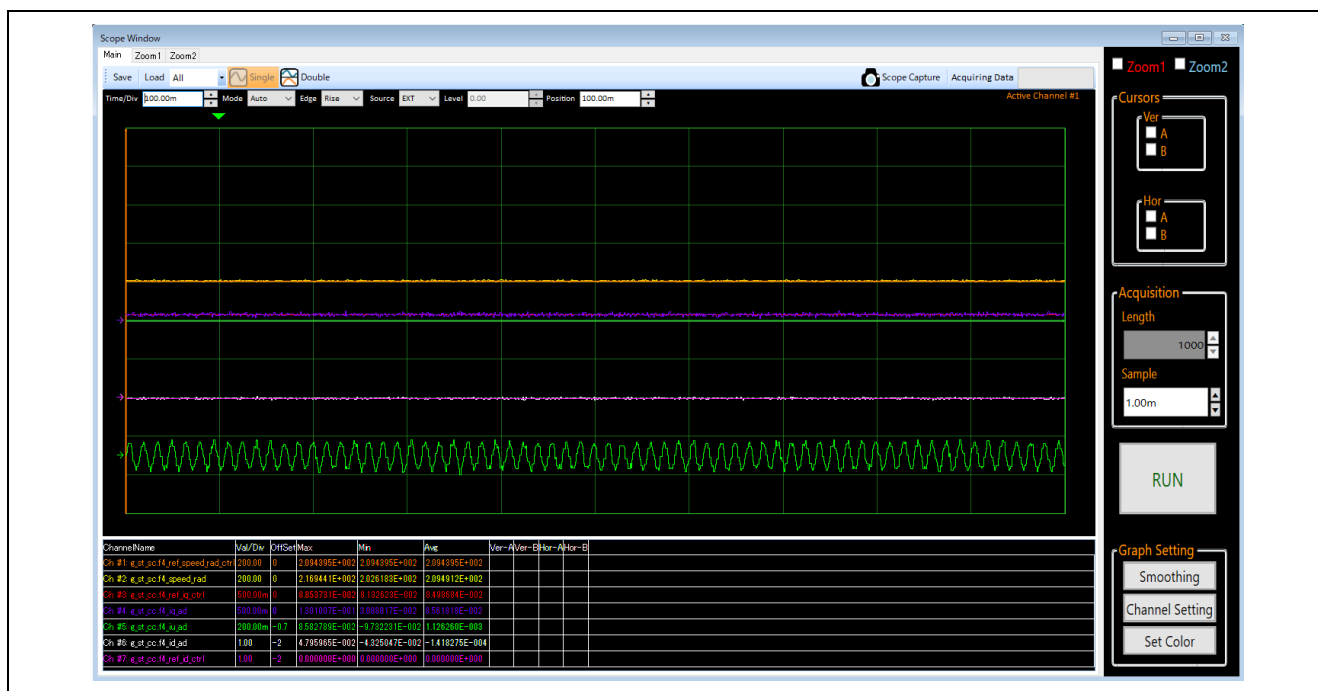 Scope Window
Main Zoom1 Zoom2
Save Load All Single Double Scope Capture Acquiring Data
Time/Div 100.00m Mode Auto Edge Rise Source EXT Level 0.00 Position 100.00m Active Channel #1
Zoom1 Zoom2
Cursors
Ver
A
B
Hor
A
B
Acquisition
Length
1000
Sample
1.00m
RUN
Graph Setting
Smoothing
Channel Setting
Set Color
ChannelName Val/Div OffSet Max Min Avg Ver-A Ver-B Hor-A Hor-B
Ch #1: g_st_sc.f4_ref_speed_rad_ctrl 200.00 0 2.094395E+002 2.094395E+002 2.094395E+002
Ch #2: g_st_sc.f4_speed_rad 200.00 0 2.169441E+002 2.026183E+002 2.094912E+002
Ch #3: g_st_cc.f4_ref_iq_ctrl 500.00m 0
Ch #4: g_st_cc.f4_iq_ad 500.00m 0
Ch #5: g_st_cc.f4_iu_ad 200.00m -0.7 8.582789E-002 -9.732231E-002 1.126260E-003
Ch #6: g_st_cc.f4_id_ad 1.00 -2 4.795965E-002 -4.325047E-002 -1.418275E-004
Ch #7: g_st_cc.f4_ref_id_ctrl 1.00 -2 0.000000E+000 0.000000E+000 0.000000E+000